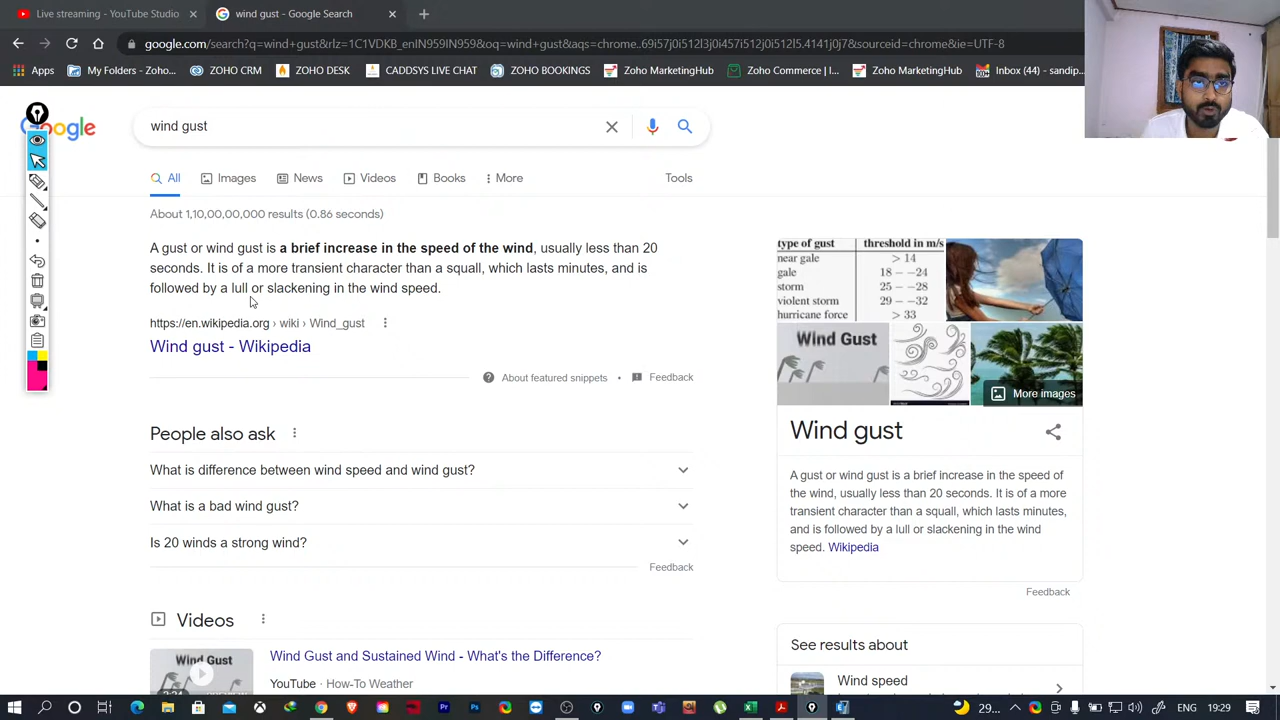 Live streaming - YouTube Studio
wind gust - Google Search
google.com/search?q=wind+gust&rlz=1C1VDKB_enIN959IN959&oq=wind+gust&aqs=chrome..69i57j0i512l3j0i457i512j0i512l5.4141j0j7&sourceid=chrome&ie=UTF-8
Apps
My Folders - Zoho...
ZOHO CRM
ZOHO DESK
CADDSYS LIVE CHAT
ZOHO BOOKINGS
Zoho MarketingHub
Zoho Commerce | I...
Zoho MarketingHub
Inbox (44) - sandip...
Google
wind gust
All
Images
News
Videos
Books
More
Tools
About 1,10,00,00,000 results (0.86 seconds)
A gust or wind gust is a brief increase in the speed of the wind, usually less than 20
seconds. It is of a more transient character than a squall, which lasts minutes, and is
followed by a lull or slackening in the wind speed.
https://en.wikipedia.org › wiki › Wind_gust
Wind gust - Wikipedia
About featured snippets • Feedback
People also ask
What is difference between wind speed and wind gust?
What is a bad wind gust?
Is 20 winds a strong wind?
Feedback
Videos
Wind Gust
2:24
Wind Gust and Sustained Wind - What's the Difference?
YouTube · How-To Weather
type of gust threshold in m/s
near gale > 14
gale 18 - -24
storm 25 - -28
violent storm 29 - -32
hurricane force > 33
Wind Gust
More images
Wind gust
A gust or wind gust is a brief increase in the speed of
the wind, usually less than 20 seconds. It is of a more
transient character than a squall, which lasts minutes,
and is followed by a lull or slackening in the wind
speed. Wikipedia
Feedback
See results about
Wind speed
29...
ENG
19:29